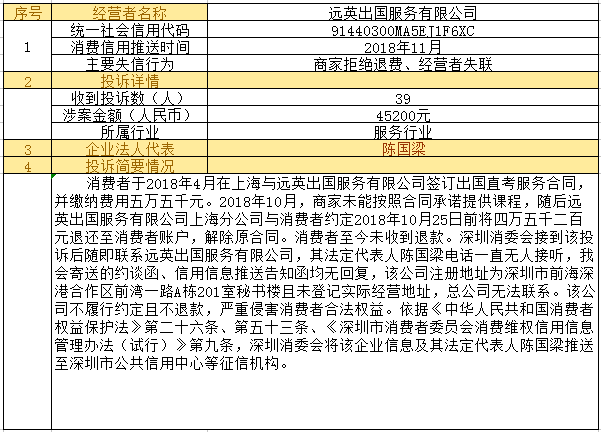 序号 经营者名称 远英出国服务有限公司
1 统一社会信用代码 91440300MA5EJ1F6XC
消费信用推送时间 2018年11月
主要失信行为 商家拒绝退费、经营者失联
2 投诉详情
收到投诉数（人） 39
涉案金额（人民币） 45200元
所属行业 服务行业
3 企业法人代表 陈国梁
4 投诉简要情况
消费者于2018年4月在上海与远英出国服务有限公司签订出国直考服务合同，
并缴纳费用五万五千元。2018年10月，商家未能按照合同承诺提供课程，随后远
英出国服务有限公司上海分公司与消费者约定2018年10月25日前将四万五千二百
元退还至消费者账户，解除原合同。消费者至今未收到退款。深圳消委会接到该投
诉后随即联系远英出国服务有限公司，其法定代表人陈国梁电话一直无人接听，我
会寄送的约谈函、信用信息推送告知函均无回复，该公司注册地址为深圳市前海深
港合作区前湾一路A栋201室秘书楼且未登记实际经营地址，总公司无法联系。该公
司不履行约定且不退款，严重侵害消费者合法权益。依据《中华人民共和国消费者
权益保护法》第二十六条、第五十三条、《深圳市消费者委员会消费维权信用信息
管理办法（试行）》第九条，深圳消委会将该企业信息及其法定代表人陈国梁推送
至深圳市公共信用中心等征信机构。